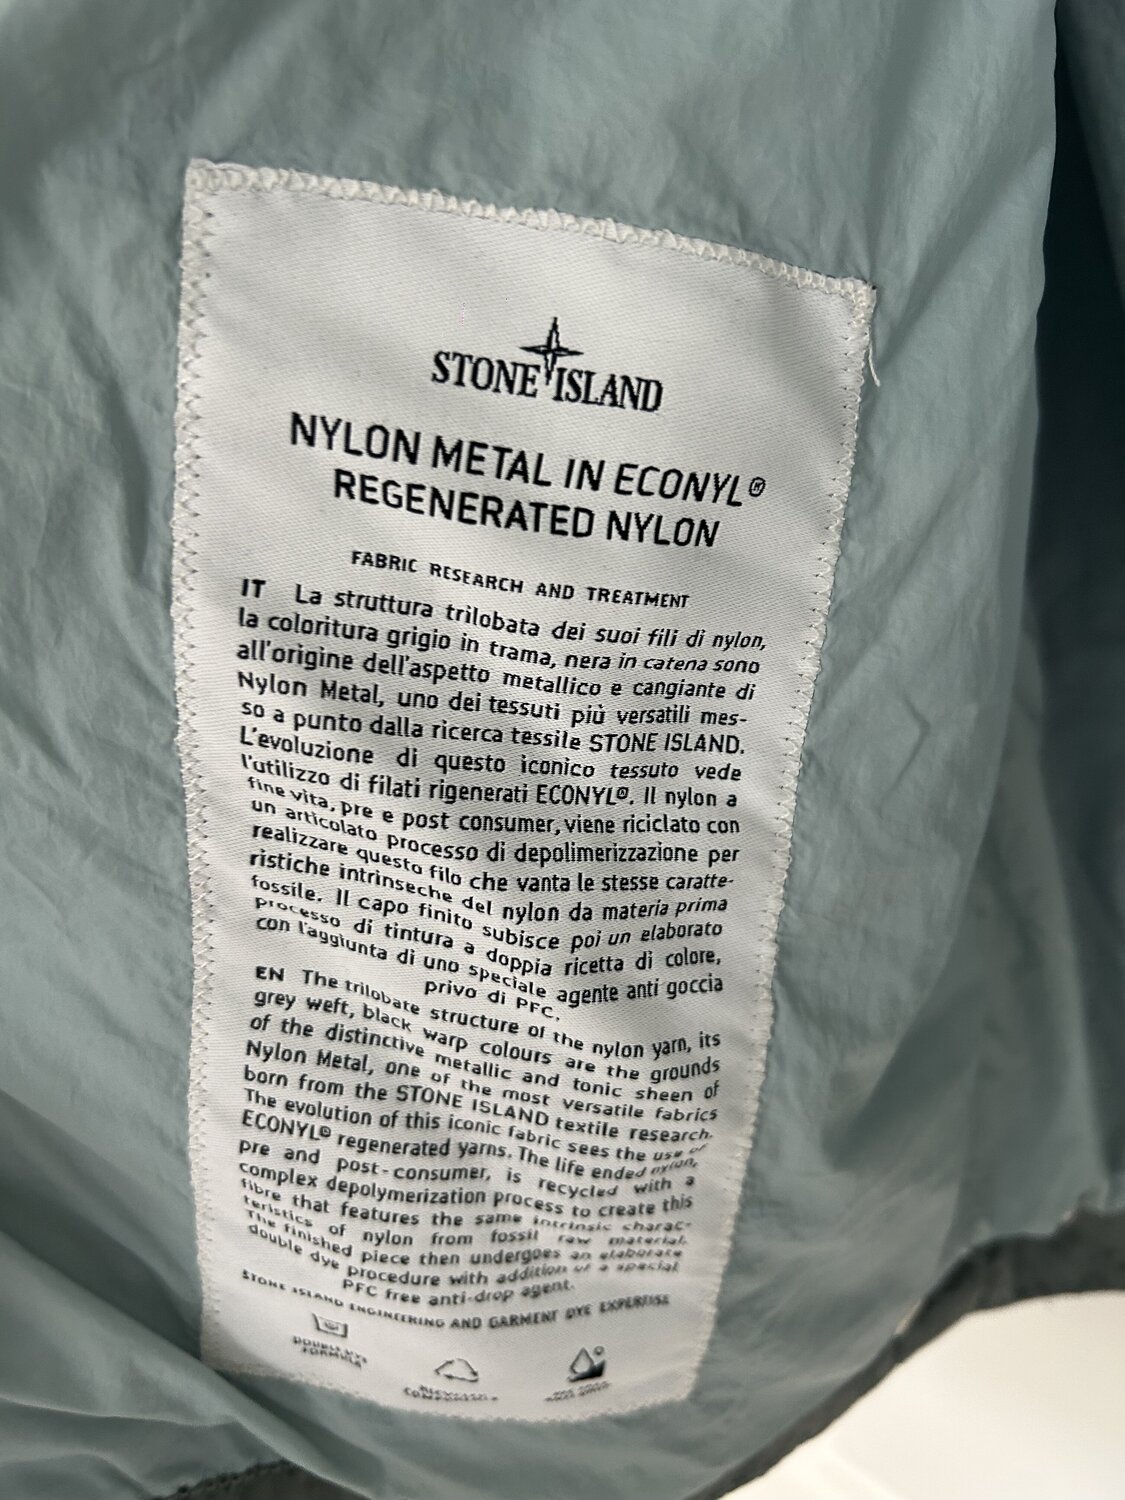 STONE ISLAND
NYLON METAL IN ECONYL®
REGENERATED NYLON
FABRIC RESEARCH AND TREATMENT
IT La struttura trilobata dei suoi fili di nylon,
la coloritura grigio in trama, nera in catena sono
all'origine dell'aspetto metallico e cangiante di
Nylon Metal, uno dei tessuti più versatili mes-
so a punto dalla ricerca tessile STONE ISLAND.
L'evoluzione di questo iconico tessuto vede
l'utilizzo di filati rigenerati ECONYL®. Il nylon a
fine vita, pre e post consumer, viene riciclato con
un articolato processo di depolimerizzazione per
realizzare questo filo che vanta le stesse caratte-
ristiche intrinseche del nylon da materia prima
fossile. Il capo finito subisce poi un elaborato
processo di tintura a doppia ricetta di colore,
con l'aggiunta di uno speciale agente anti goccia
privo di PFC.
EN The trilobate structure of the nylon yarn, its
grey weft, black warp colours are the grounds
of the distinctive metallic and tonic sheen of
Nylon Metal, one of the most versatile fabrics
born from the STONE ISLAND textile research.
The evolution of this iconic fabric sees the use of
ECONYL® regenerated yarns. The life ended nylon,
pre and post-consumer, is recycled with a
complex depolymerization process to create this
fibre that features the same intrinsic charac-
teristics of nylon from fossil raw material.
The finished piece then undergoes an elaborate
double dye procedure with addition of a special
PFC free anti-drop agent.
STONE ISLAND ENGINEERING AND GARMENT DYE EXPERTISE
DOUBLE DYE
FORMULA